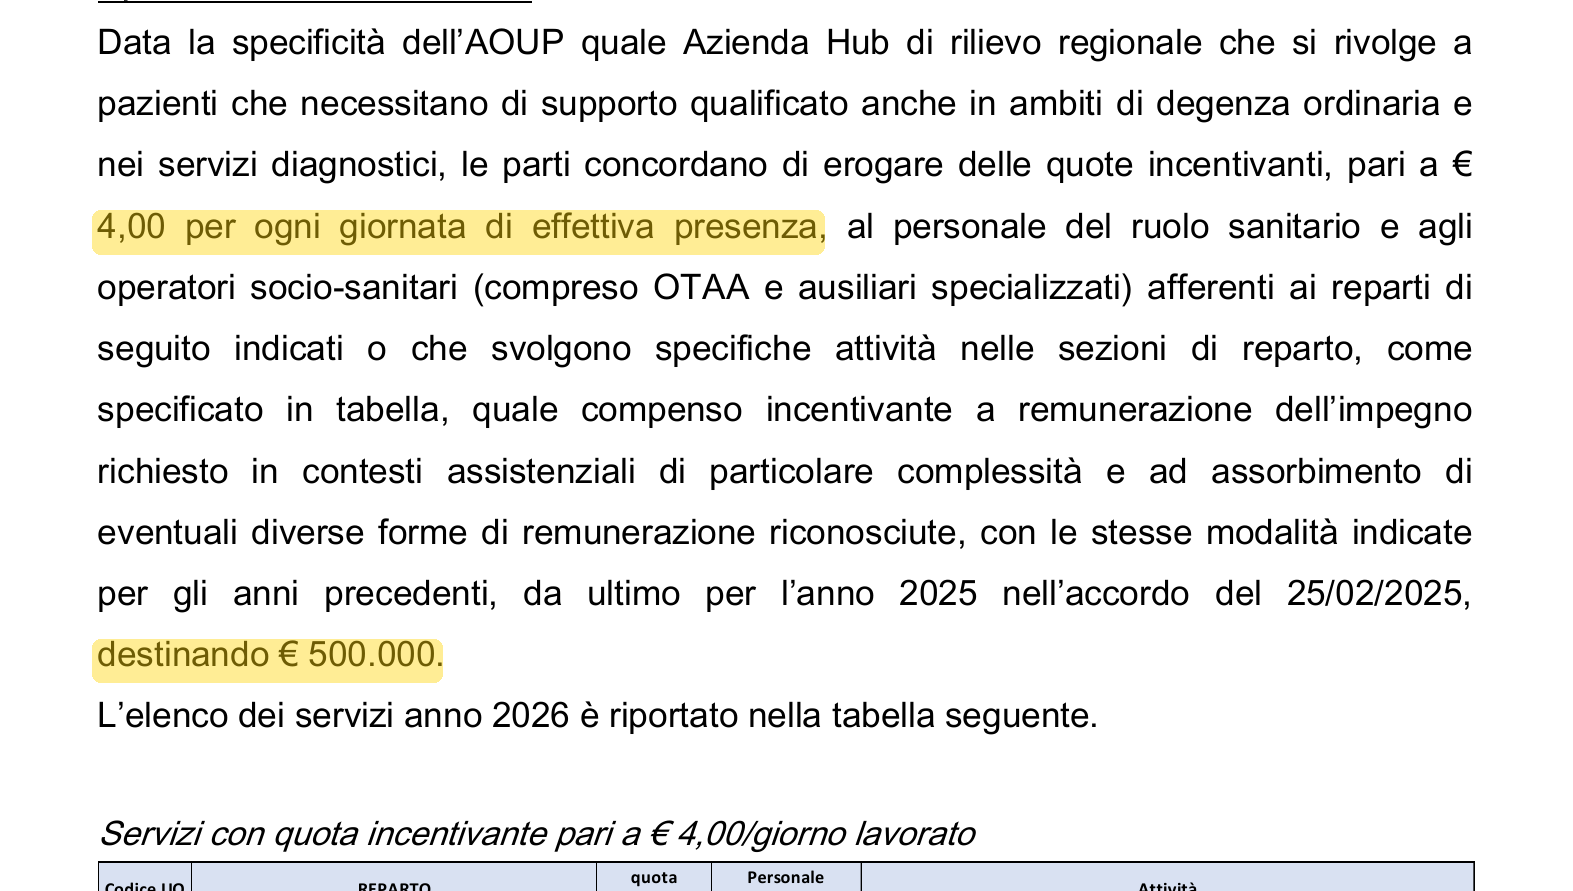 Data la specificità dell’AOUP quale Azienda Hub di rilievo regionale che si rivolge a
pazienti che necessitano di supporto qualificato anche in ambiti di degenza ordinaria e
nei servizi diagnostici, le parti concordano di erogare delle quote incentivanti, pari a €
4,00 per ogni giornata di effettiva presenza, al personale del ruolo sanitario e agli
operatori socio-sanitari (compreso OTAA e ausiliari specializzati) afferenti ai reparti di
seguito indicati o che svolgono specifiche attività nelle sezioni di reparto, come
specificato in tabella, quale compenso incentivante a remunerazione dell’impegno
richiesto in contesti assistenziali di particolare complessità e ad assorbimento di
eventuali diverse forme di remunerazione riconosciute, con le stesse modalità indicate
per gli anni precedenti, da ultimo per l’anno 2025 nell’accordo del 25/02/2025,
destinando € 500.000.
L’elenco dei servizi anno 2026 è riportato nella tabella seguente.
Servizi con quota incentivante pari a € 4,00/giorno lavorato
quota Personale
Codice UO REPARTO Attività